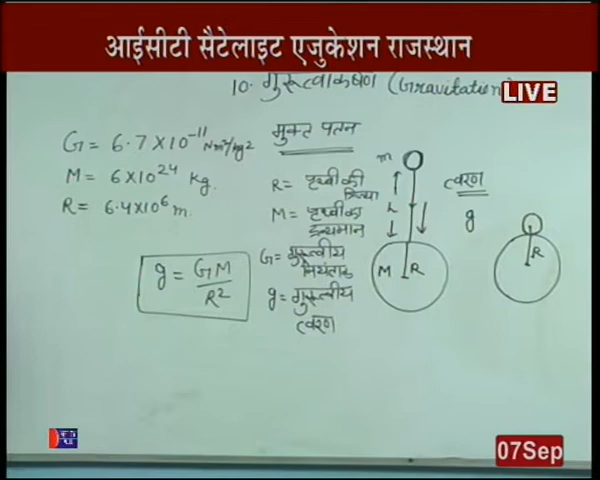 आईसीटी सैटेलाइट एजुकेशन राजस्थान
10. गुरूत्वाकर्षण (Gravitation)
LIVE
G = 6.7×10⁻¹¹ Nm²/kg²
M = 6×10²⁴ Kg.
R = 6.4×10⁶ m.
g = GM/R²
मुक्त पतन
R = पृथ्वी की त्रिज्या
M = पृथ्वी का द्रव्यमान
G = गुरूत्वीय नियतांक
g = गुरूत्वीय त्वरण
m
h
M R
त्वरण
g
R
07Sep